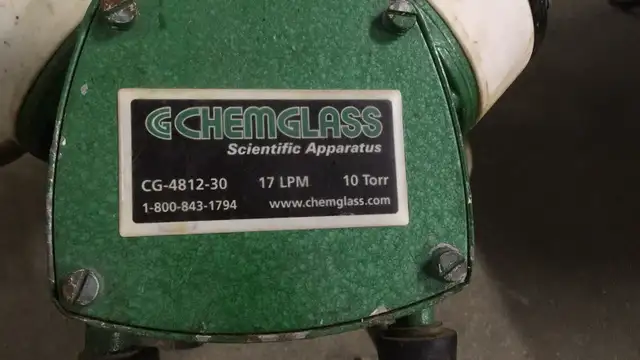 CHEMGLASS
Scientific Apparatus
CG-4812-30 17 LPM 10 Torr
1-800-843-1794 www.chemglass.com